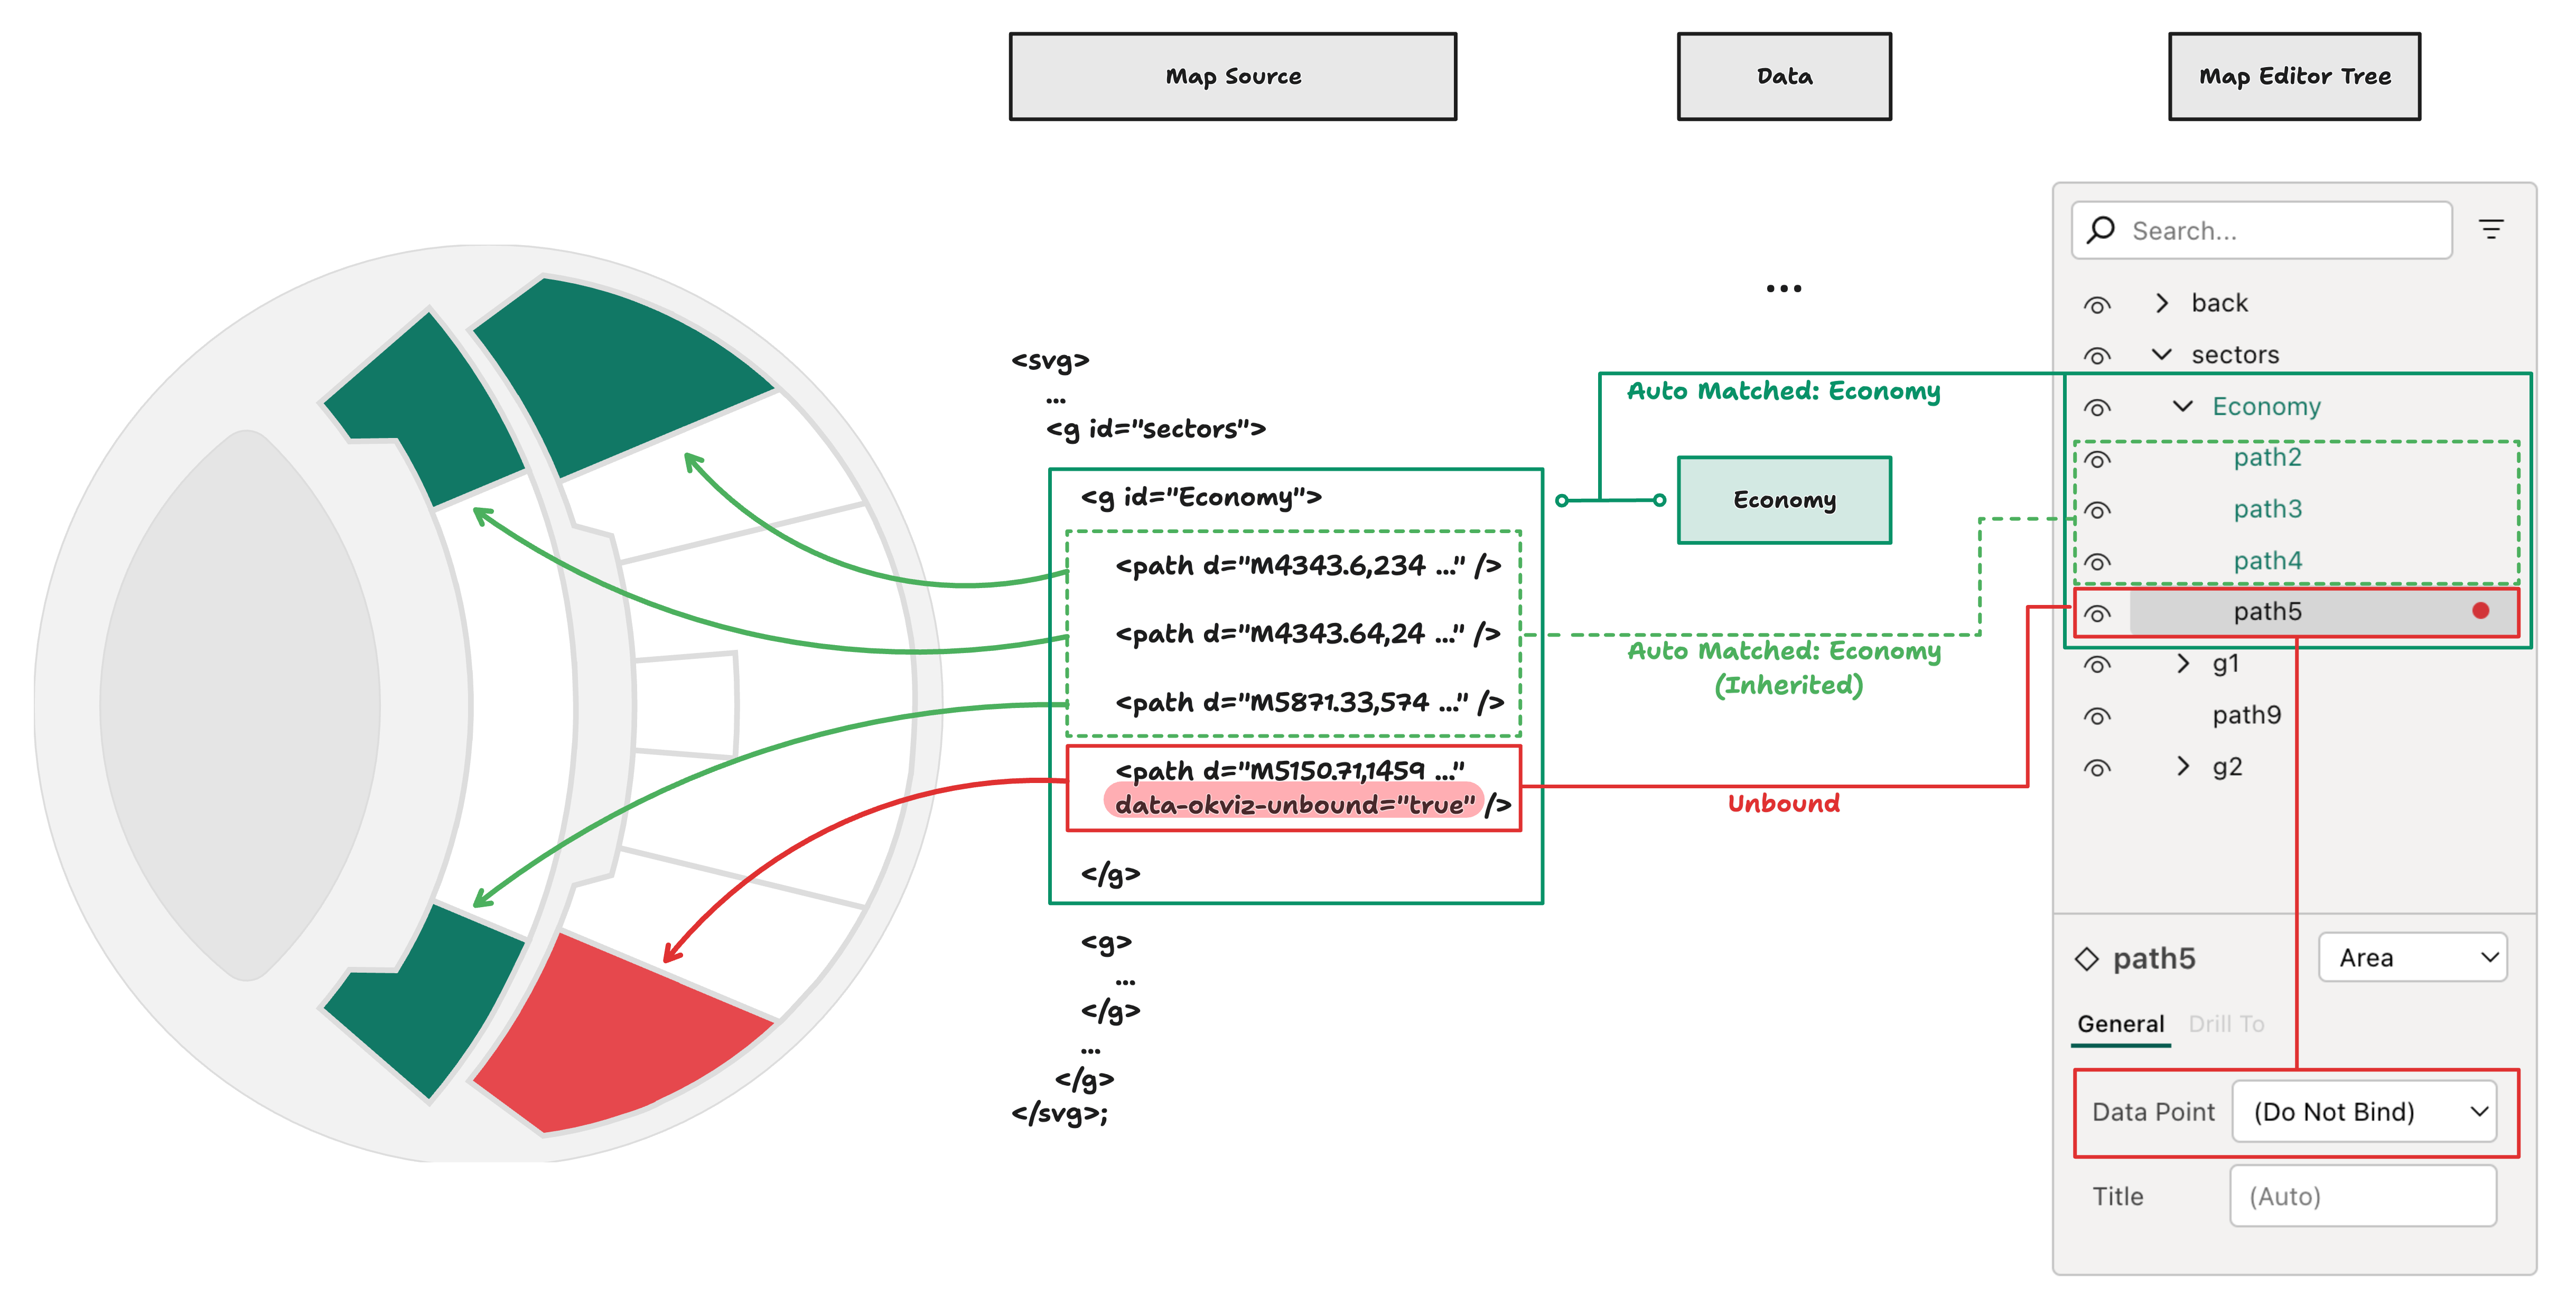 Map Source
Data
Map Editor Tree
<svg>
...
<g id="sectors">
<g id="Economy">
<path d="M4343.6,234 ..." />
<path d="M4343.64,24 ..." />
<path d="M5871.33,574 ..." />
<path d="M5150.71,1459 ..."
data-okviz-unbound="true" />
</g>
<g>
...
</g>
...
</g>
</svg>;
...
Auto Matched: Economy
Economy
Auto Matched: Economy
(Inherited)
Unbound
Search...
back
sectors
Economy
path2
path3
path4
path5
g1
path9
g2
path5
Area
General
Drill To
Data Point
(Do Not Bind)
Title
(Auto)